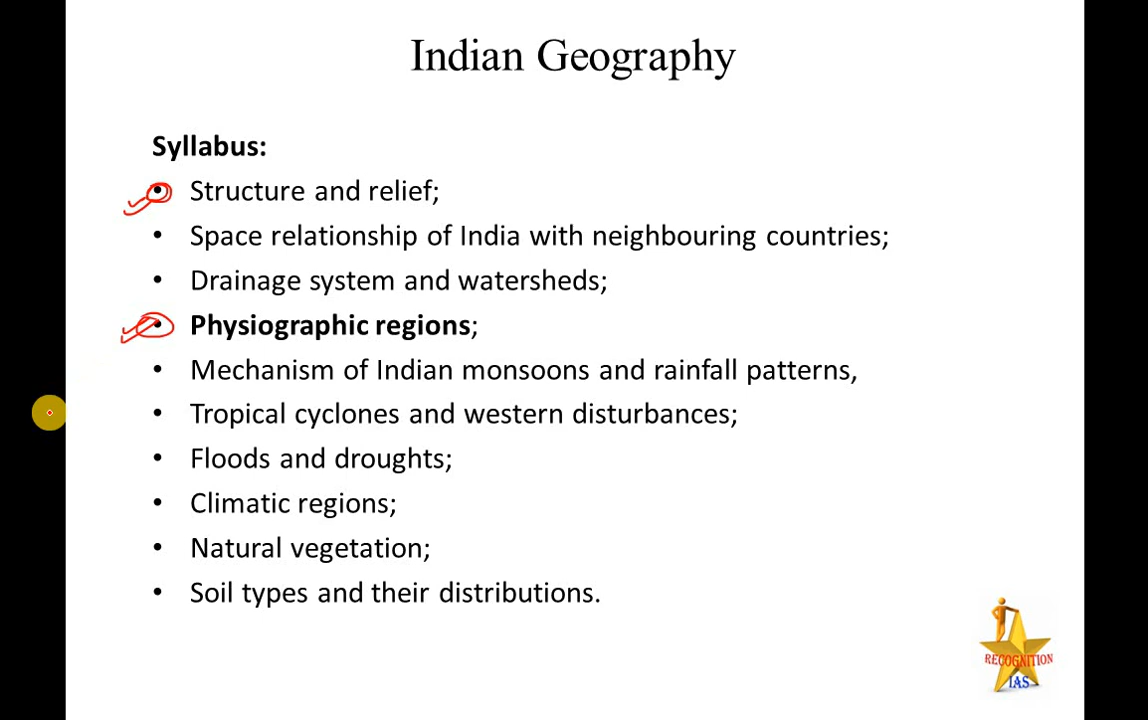 Indian Geography
Syllabus:
• Structure and relief;
• Space relationship of India with neighbouring countries;
• Drainage system and watersheds;
• Physiographic regions;
• Mechanism of Indian monsoons and rainfall patterns,
• Tropical cyclones and western disturbances;
• Floods and droughts;
• Climatic regions;
• Natural vegetation;
• Soil types and their distributions.
RECOGNITION
IAS